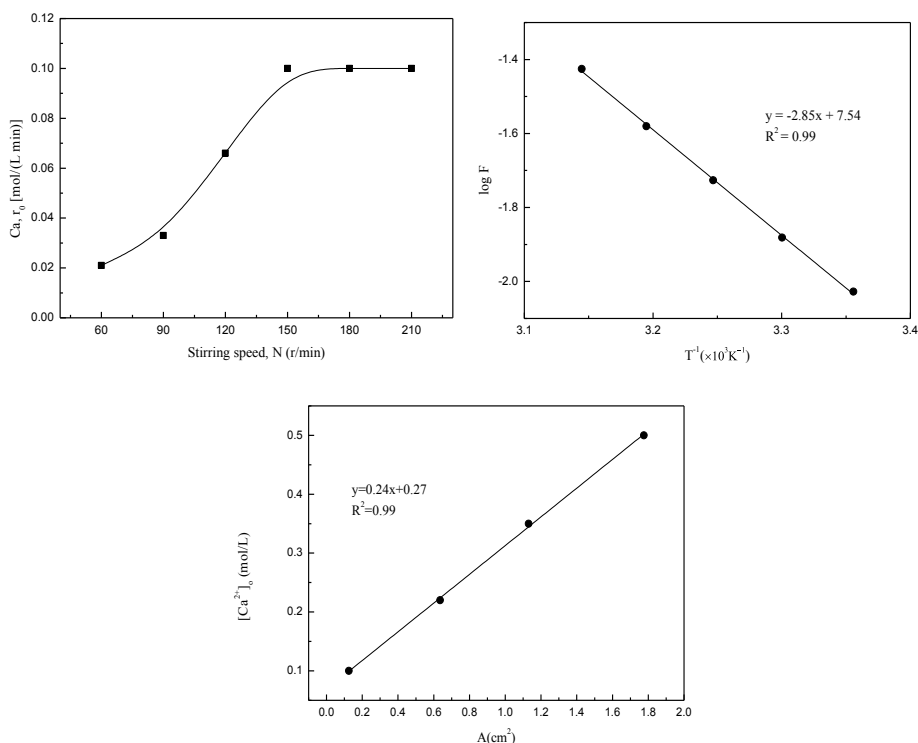 0.12
0.10
0.08
0.06
0.04
0.02
0.00
Ca, r₀ [mol/(L min)]
60 90 120 150 180 210
Stirring speed, N (r/min)
-1.4
-1.6
-1.8
-2.0
log F
y = -2.85x + 7.54
R² = 0.99
3.1 3.2 3.3 3.4
T⁻¹(×10³K⁻¹)
0.5
0.4
0.3
0.2
0.1
[Ca²⁺]ₒ (mol/L)
y=0.24x+0.27
R²=0.99
0.0 0.2 0.4 0.6 0.8 1.0 1.2 1.4 1.6 1.8 2.0
A(cm²)